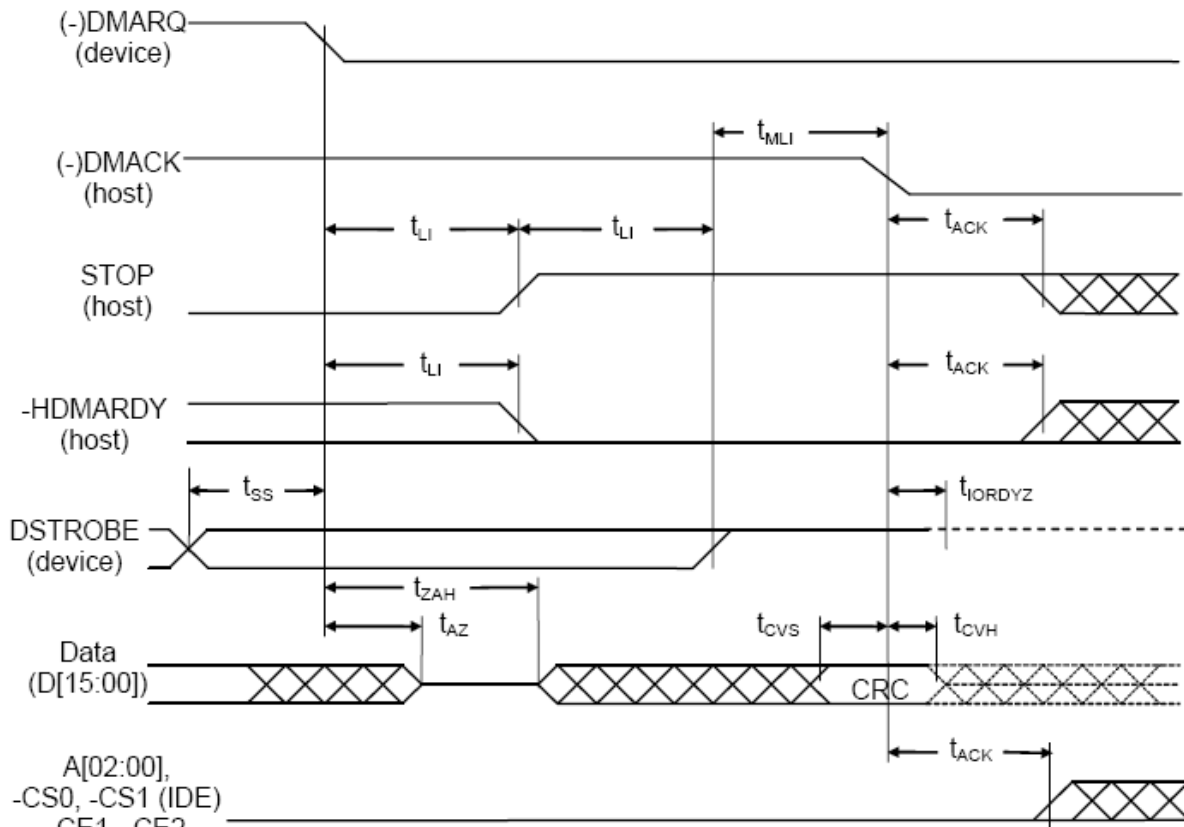 (-)DMARQ
(device)
tMLI
(-)DMACK
(host)
tLI
tLI
tACK
STOP
(host)
tLI
tACK
-HDMARDY
(host)
tSS
tIORDYZ
DSTROBE
(device)
tZAH
tAZ
tCVS
tCVH
Data
(D[15:00])
CRC
tACK
A[02:00],
-CS0, -CS1 (IDE)